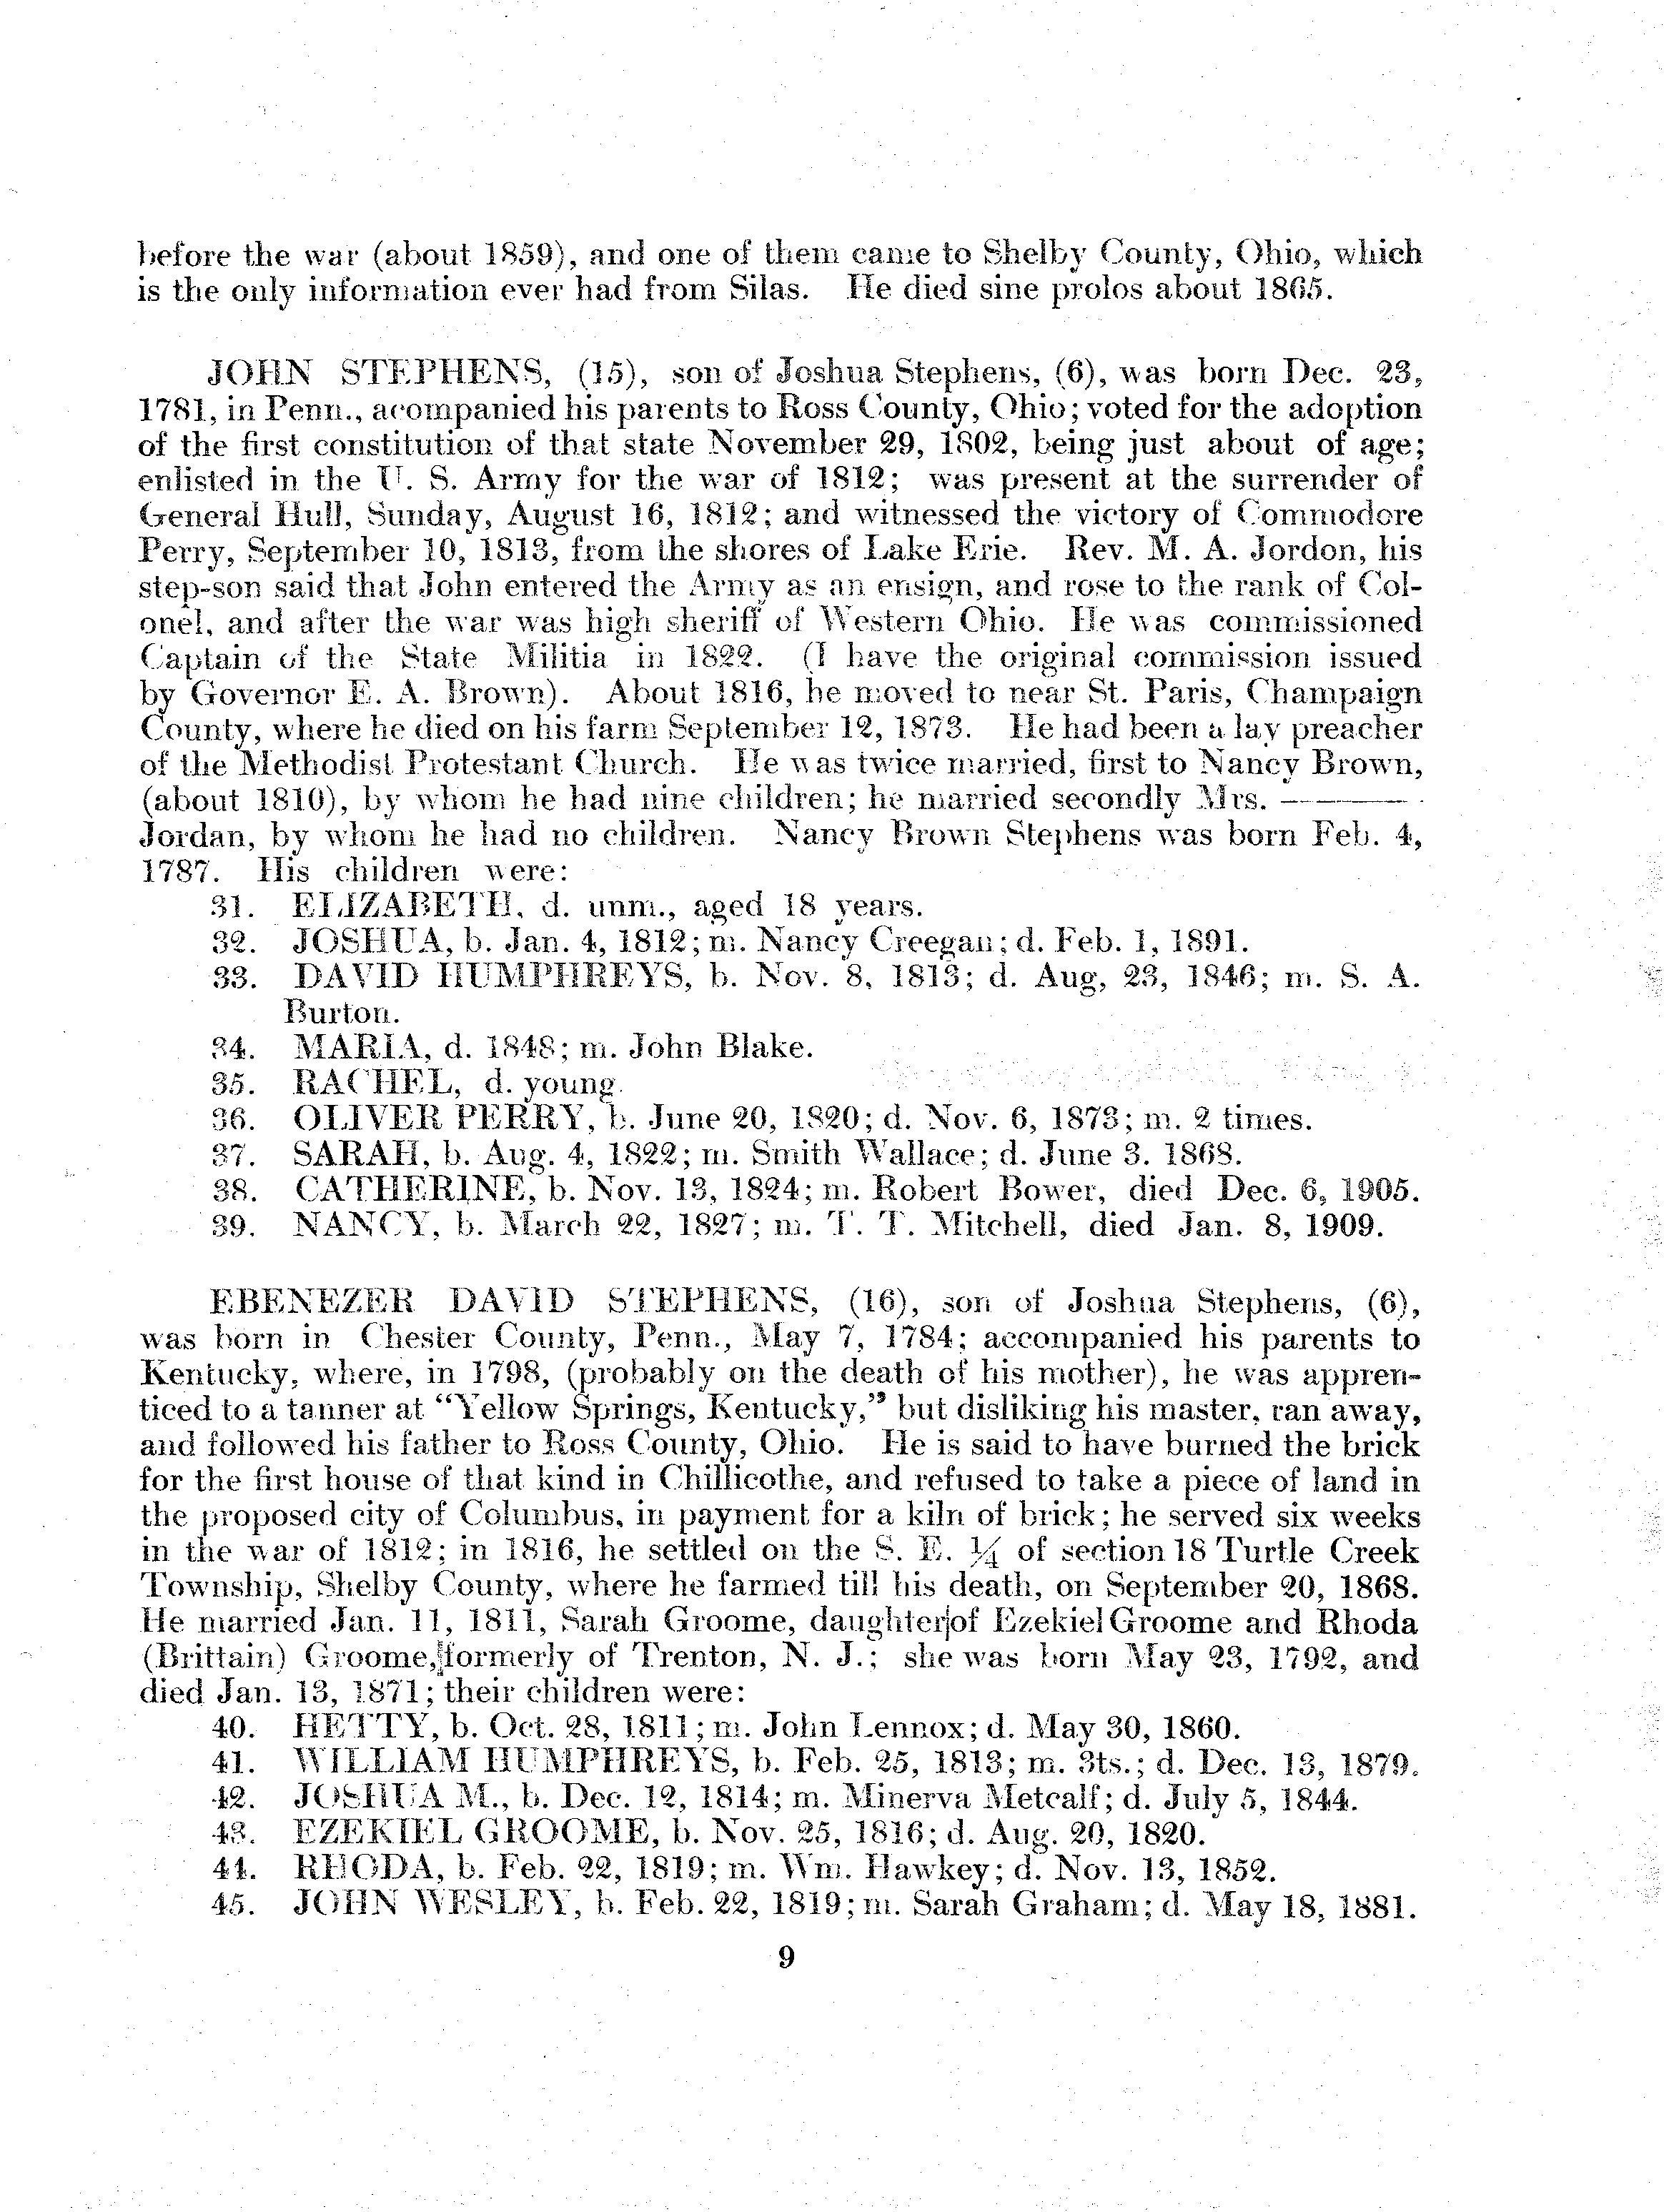 before the war (about 1859), and one of them came to Shelby County, Ohio, which
is the only information ever had from Silas. He died sine prolos about 1865.
JOHN STEPHENS, (15), son of Joshua Stephens, (6), was born Dec. 23,
1781, in Penn., acompanied his parents to Ross County, Ohio; voted for the adoption
of the first constitution of that state November 29, 1802, being just about of age;
enlisted in the U. S. Army for the war of 1812; was present at the surrender of
General Hull, Sunday, August 16, 1812; and witnessed the victory of Commodore
Perry, September 10, 1813, from the shores of Lake Erie. Rev. M. A. Jordon, his
step-son said that John entered the Army as an ensign, and rose to the rank of Col-
onel, and after the war was high sheriff of Western Ohio. He was commissioned
Captain of the State Militia in 1822. (I have the original commission issued
by Governor E. A. Brown). About 1816, he moved to near St. Paris, Champaign
County, where he died on his farm September 12, 1873. He had been a lay preacher
of the Methodist Protestant Church. He was twice married, first to Nancy Brown,
(about 1810), by whom he had nine children; he married secondly Mrs. ———
Jordan, by whom he had no children. Nancy Brown Stephens was born Feb. 4,
1787. His children were:
31. ELIZABETH, d. unm., aged 18 years.
32. JOSHUA, b. Jan. 4, 1812; m. Nancy Creegan; d. Feb. 1, 1891.
33. DAVID HUMPHREYS, b. Nov. 8, 1813; d. Aug, 23, 1846; m. S. A.
Burton.
34. MARIA, d. 1848; m. John Blake.
35. RACHEL, d. young.
36. OLIVER PERRY, b. June 20, 1820; d. Nov. 6, 1873; m. 2 times.
37. SARAH, b. Aug. 4, 1822; m. Smith Wallace; d. June 3. 1868.
38. CATHERINE, b. Nov. 13, 1824; m. Robert Bower, died Dec. 6, 1905.
39. NANCY, b. March 22, 1827; m. T. T. Mitchell, died Jan. 8, 1909.
EBENEZER DAVID STEPHENS, (16), son of Joshua Stephens, (6),
was born in Chester County, Penn., May 7, 1784; accompanied his parents to
Kentucky, where, in 1798, (probably on the death of his mother), he was appren-
ticed to a tanner at “Yellow Springs, Kentucky,” but disliking his master, ran away,
and followed his father to Ross County, Ohio. He is said to have burned the brick
for the first house of that kind in Chillicothe, and refused to take a piece of land in
the proposed city of Columbus, in payment for a kiln of brick; he served six weeks
in the war of 1812; in 1816, he settled on the S. E. ¼ of section 18 Turtle Creek
Township, Shelby County, where he farmed till his death, on September 20, 1868.
He married Jan. 11, 1811, Sarah Groome, daughter of Ezekiel Groome and Rhoda
(Brittain) Groome, formerly of Trenton, N. J.; she was born May 23, 1792, and
died Jan. 13, 1871; their children were:
40. HETTY, b. Oct. 28, 1811; m. John Lennox; d. May 30, 1860.
41. WILLIAM HUMPHREYS, b. Feb. 25, 1813; m. 3ts.; d. Dec. 13, 1879.
42. JOSHUA M., b. Dec. 12, 1814; m. Minerva Metcalf; d. July 5, 1844.
43. EZEKIEL GROOME, b. Nov. 25, 1816; d. Aug. 20, 1820.
44. RHODA, b. Feb. 22, 1819; m. Wm. Hawkey; d. Nov. 13, 1852.
45. JOHN WESLEY, b. Feb. 22, 1819; m. Sarah Graham; d. May 18, 1881.
9